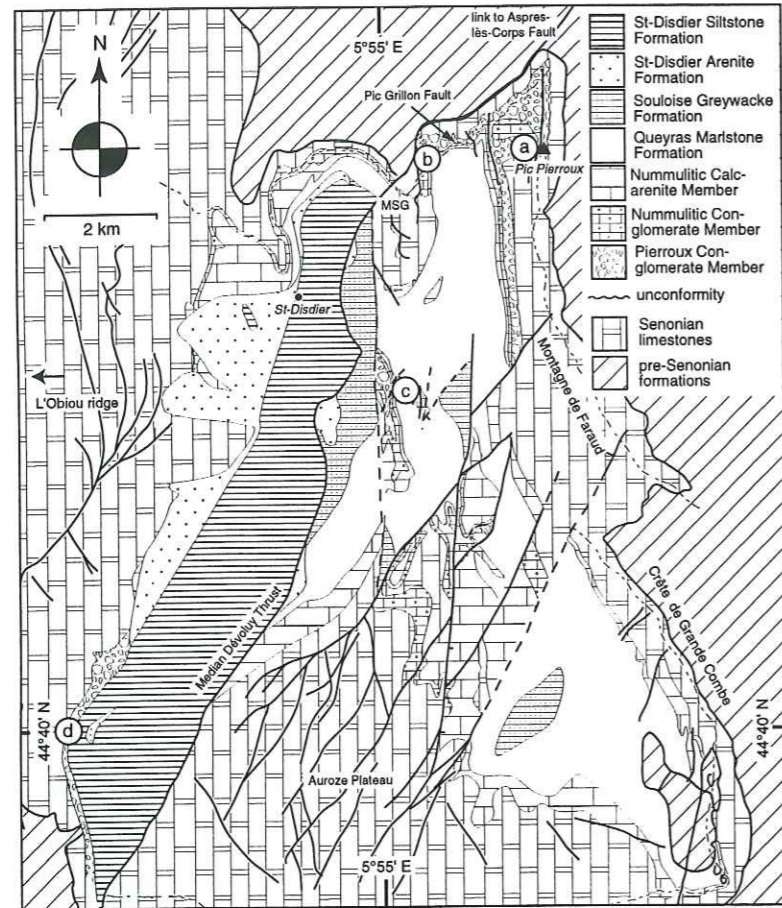 N
2 km
5°55' E
link to Aspres-
lès-Corps Fault
Pic Grillon Fault
a
b
Pic Pierroux
MSG
St-Disdier
c
L'Obiou ridge
Montagne de Faraud
Median Dévoluy Thrust
Crête de Grande Combe
d
44°40' N
44°40' N
Auroze Plateau
5°55' E
St-Disdier Siltstone
Formation
St-Disdier Arenite
Formation
Souloise Greywacke
Formation
Queyras Marlstone
Formation
Nummulitic Calc-
arenite Member
Nummulitic Con-
glomerate Member
Pierroux Con-
glomerate Member
unconformity
Senonian
limestones
pre-Senonian
formations